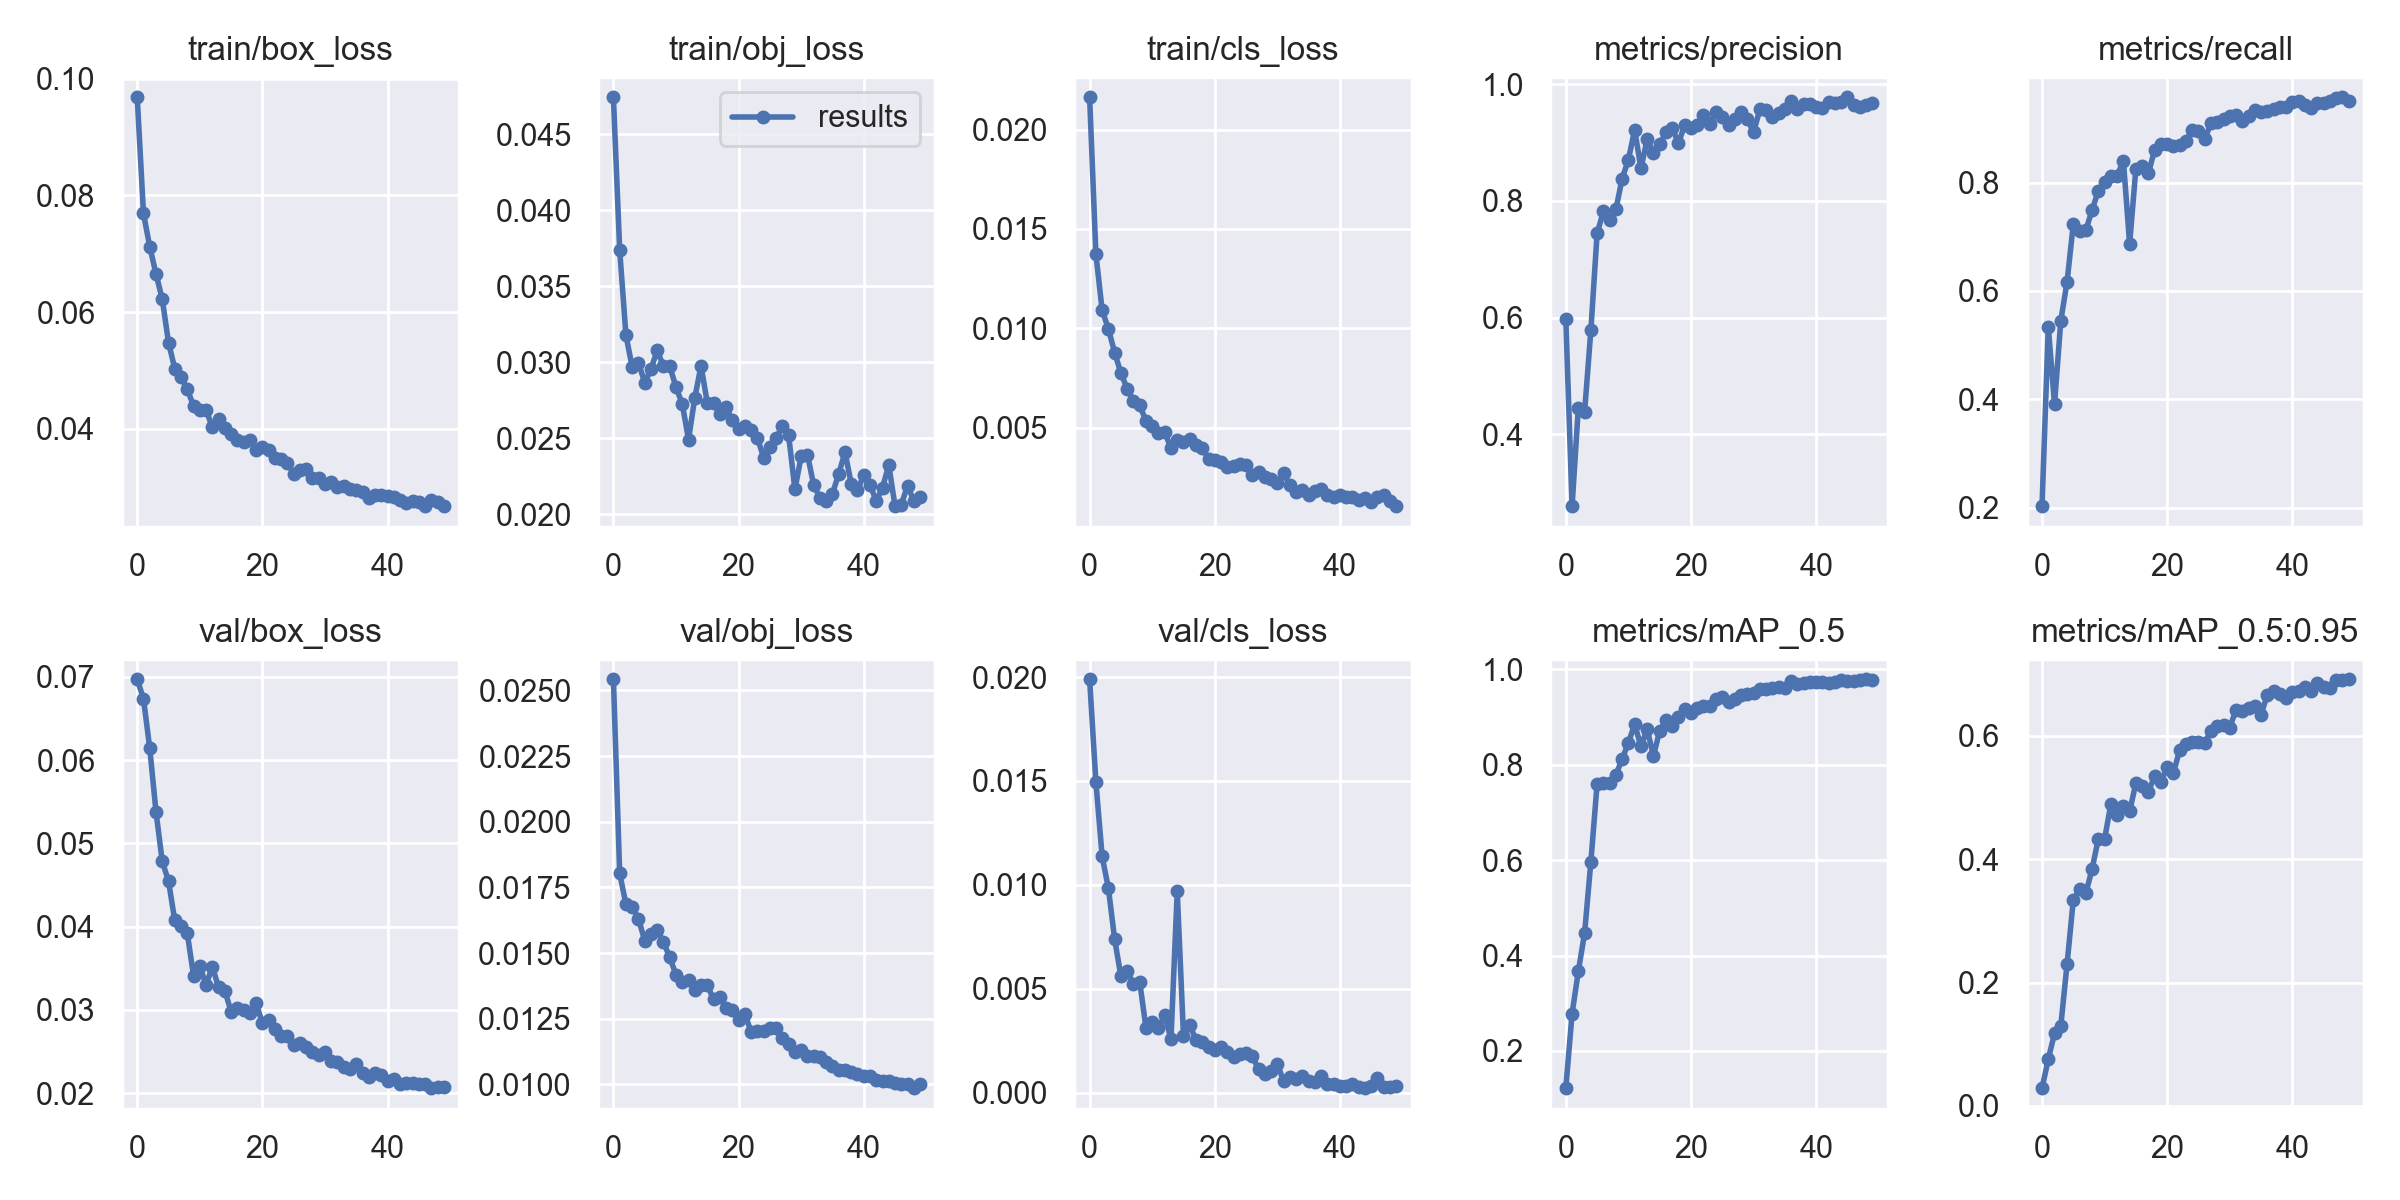 train/box_loss
0.10
0.08
0.06
0.04
0 20 40
train/obj_loss
results
0.045
0.040
0.035
0.030
0.025
0.020
0 20 40
train/cls_loss
0.020
0.015
0.010
0.005
0 20 40
metrics/precision
1.0
0.8
0.6
0.4
0 20 40
metrics/recall
0.8
0.6
0.4
0.2
0 20 40
val/box_loss
0.07
0.06
0.05
0.04
0.03
0.02
0 20 40
val/obj_loss
0.0250
0.0225
0.0200
0.0175
0.0150
0.0125
0.0100
0 20 40
val/cls_loss
0.020
0.015
0.010
0.005
0.000
0 20 40
metrics/mAP_0.5
1.0
0.8
0.6
0.4
0.2
0 20 40
metrics/mAP_0.5:0.95
0.6
0.4
0.2
0.0
0 20 40